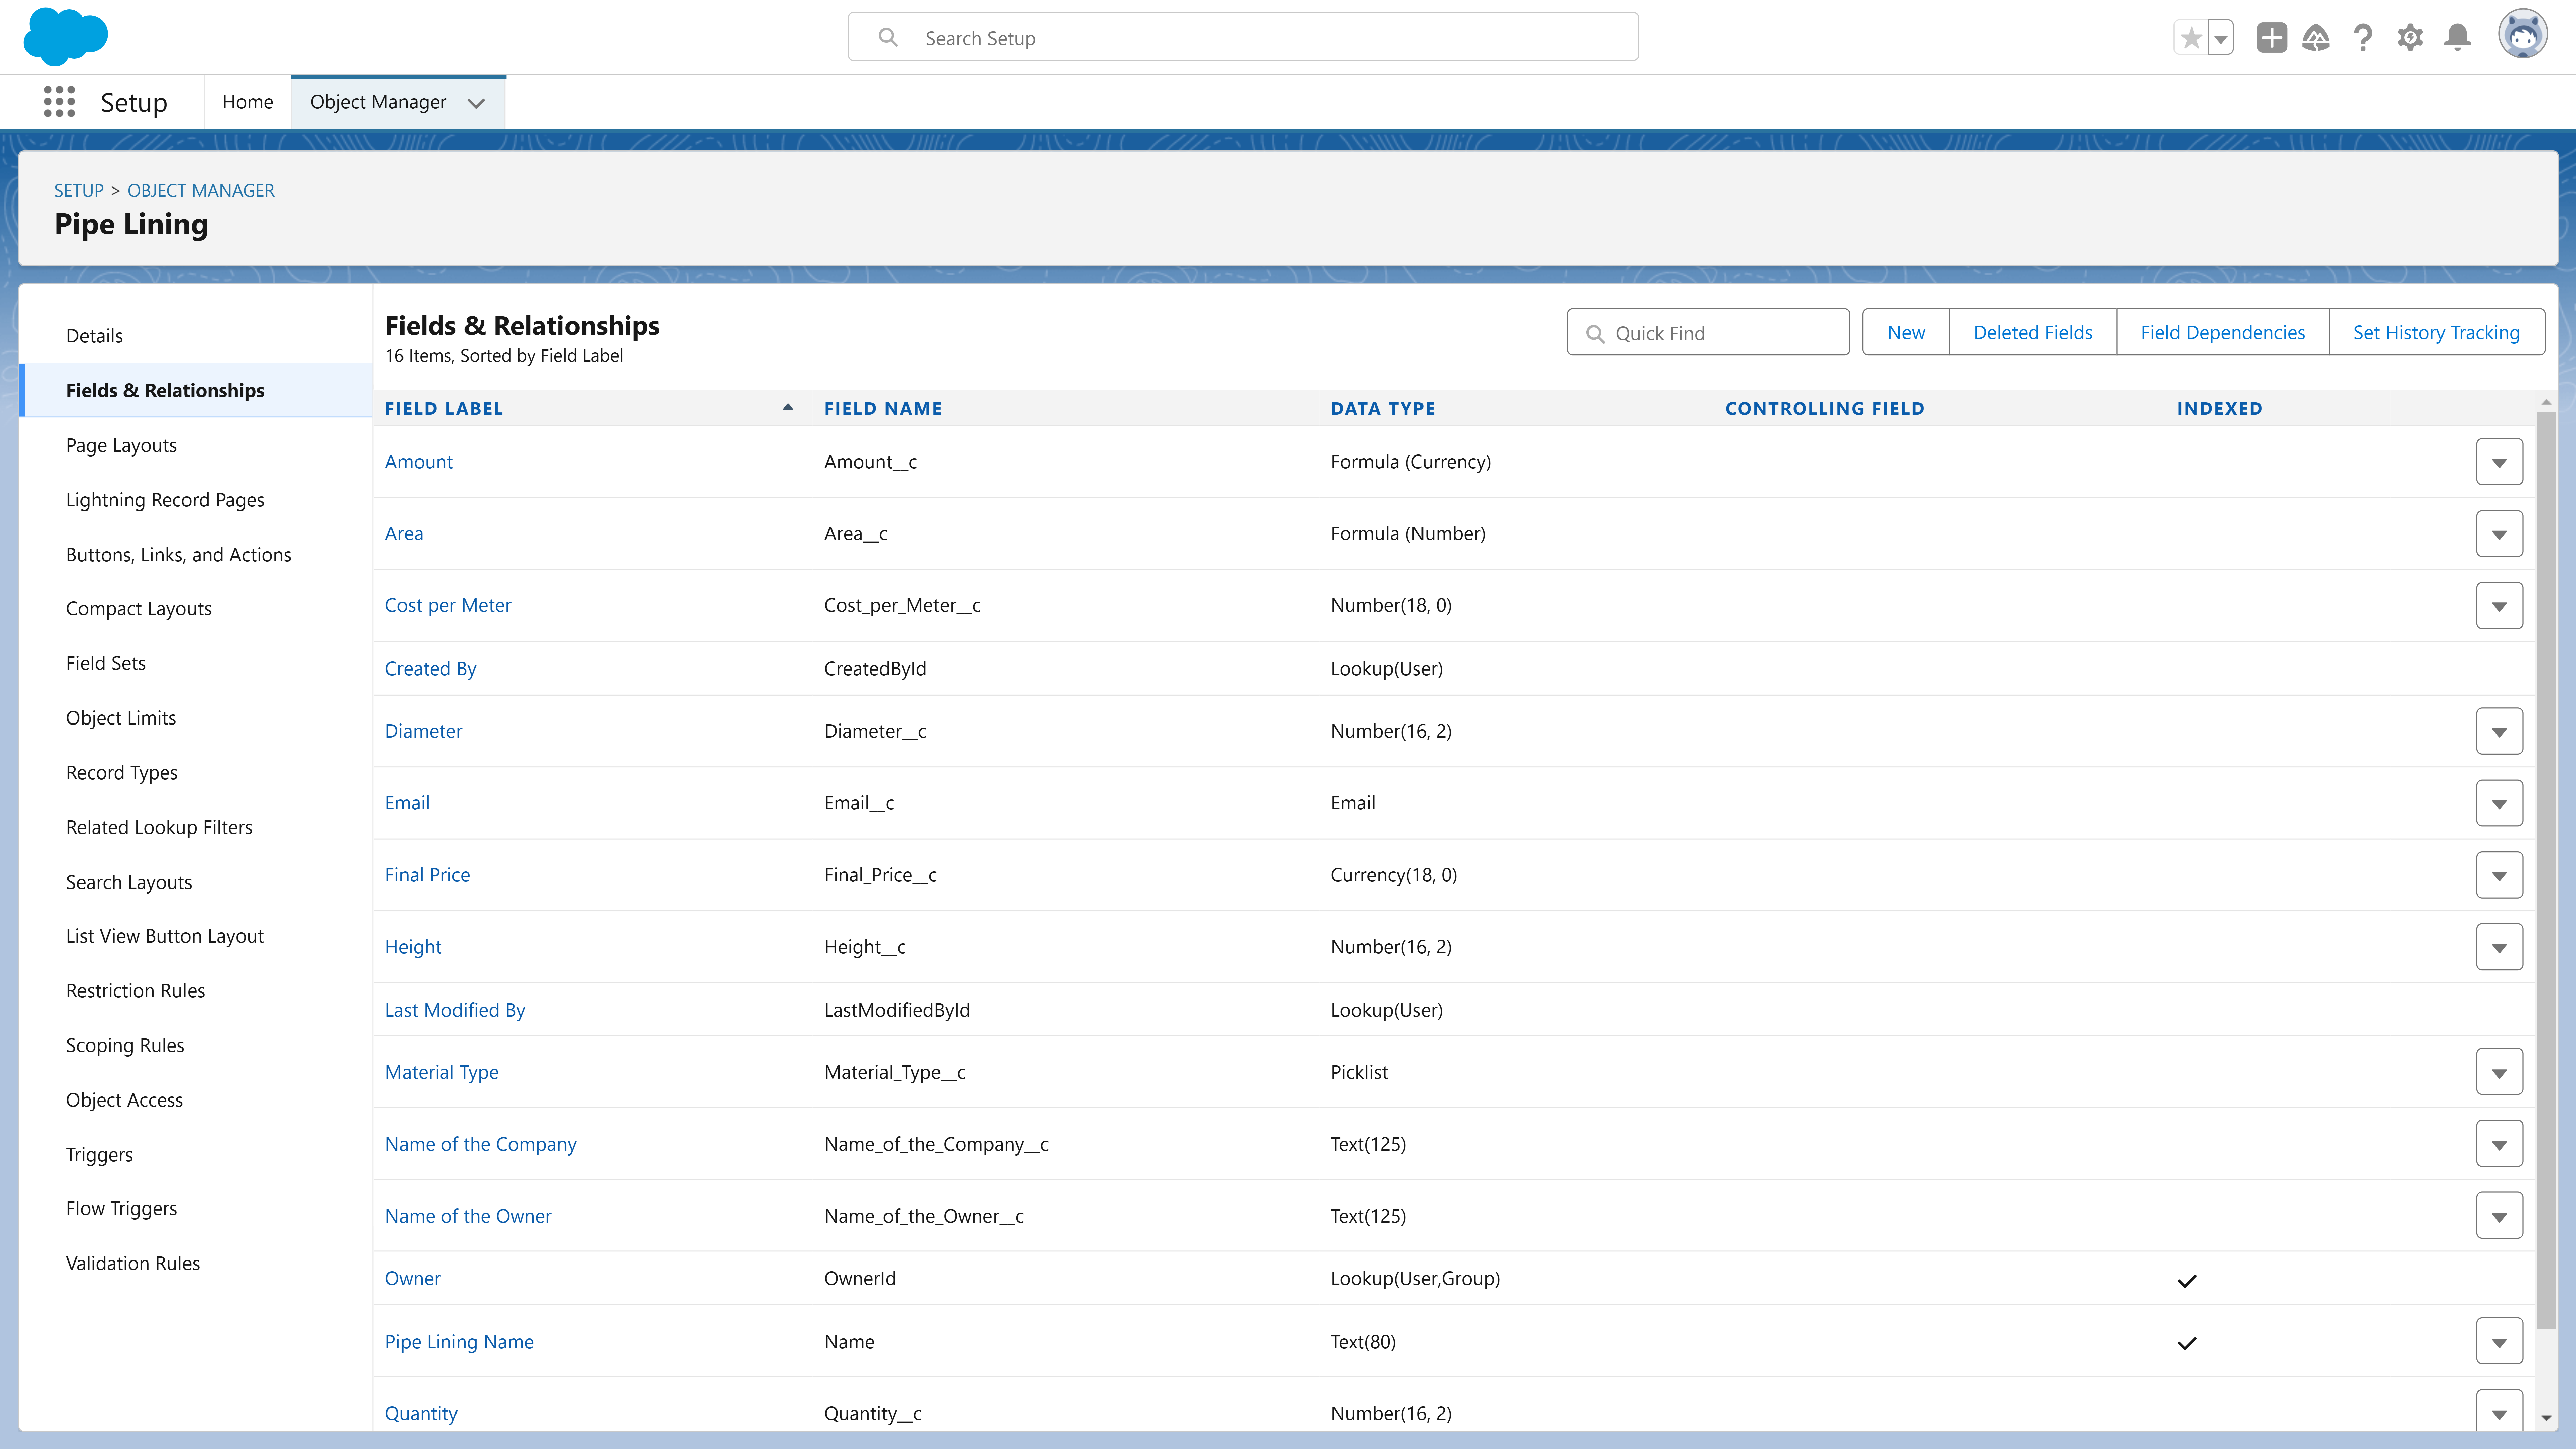 Search Setup
Setup Home Object Manager
SETUP > OBJECT MANAGER
Pipe Lining
Details
Fields & Relationships
Page Layouts
Lightning Record Pages
Buttons, Links, and Actions
Compact Layouts
Field Sets
Object Limits
Record Types
Related Lookup Filters
Search Layouts
List View Button Layout
Restriction Rules
Scoping Rules
Object Access
Triggers
Flow Triggers
Validation Rules
Fields & Relationships
16 Items, Sorted by Field Label
Quick Find New Deleted Fields Field Dependencies Set History Tracking
FIELD LABEL FIELD NAME DATA TYPE CONTROLLING FIELD INDEXED
Amount Amount__c Formula (Currency)
Area Area__c Formula (Number)
Cost per Meter Cost_per_Meter__c Number(18, 0)
Created By CreatedById Lookup(User)
Diameter Diameter__c Number(16, 2)
Email Email__c Email
Final Price Final_Price__c Currency(18, 0)
Height Height__c Number(16, 2)
Last Modified By LastModifiedById Lookup(User)
Material Type Material_Type__c Picklist
Name of the Company Name_of_the_Company__c Text(125)
Name of the Owner Name_of_the_Owner__c Text(125)
Owner OwnerId Lookup(User,Group)
Pipe Lining Name Name Text(80)
Quantity Quantity__c Number(16, 2)